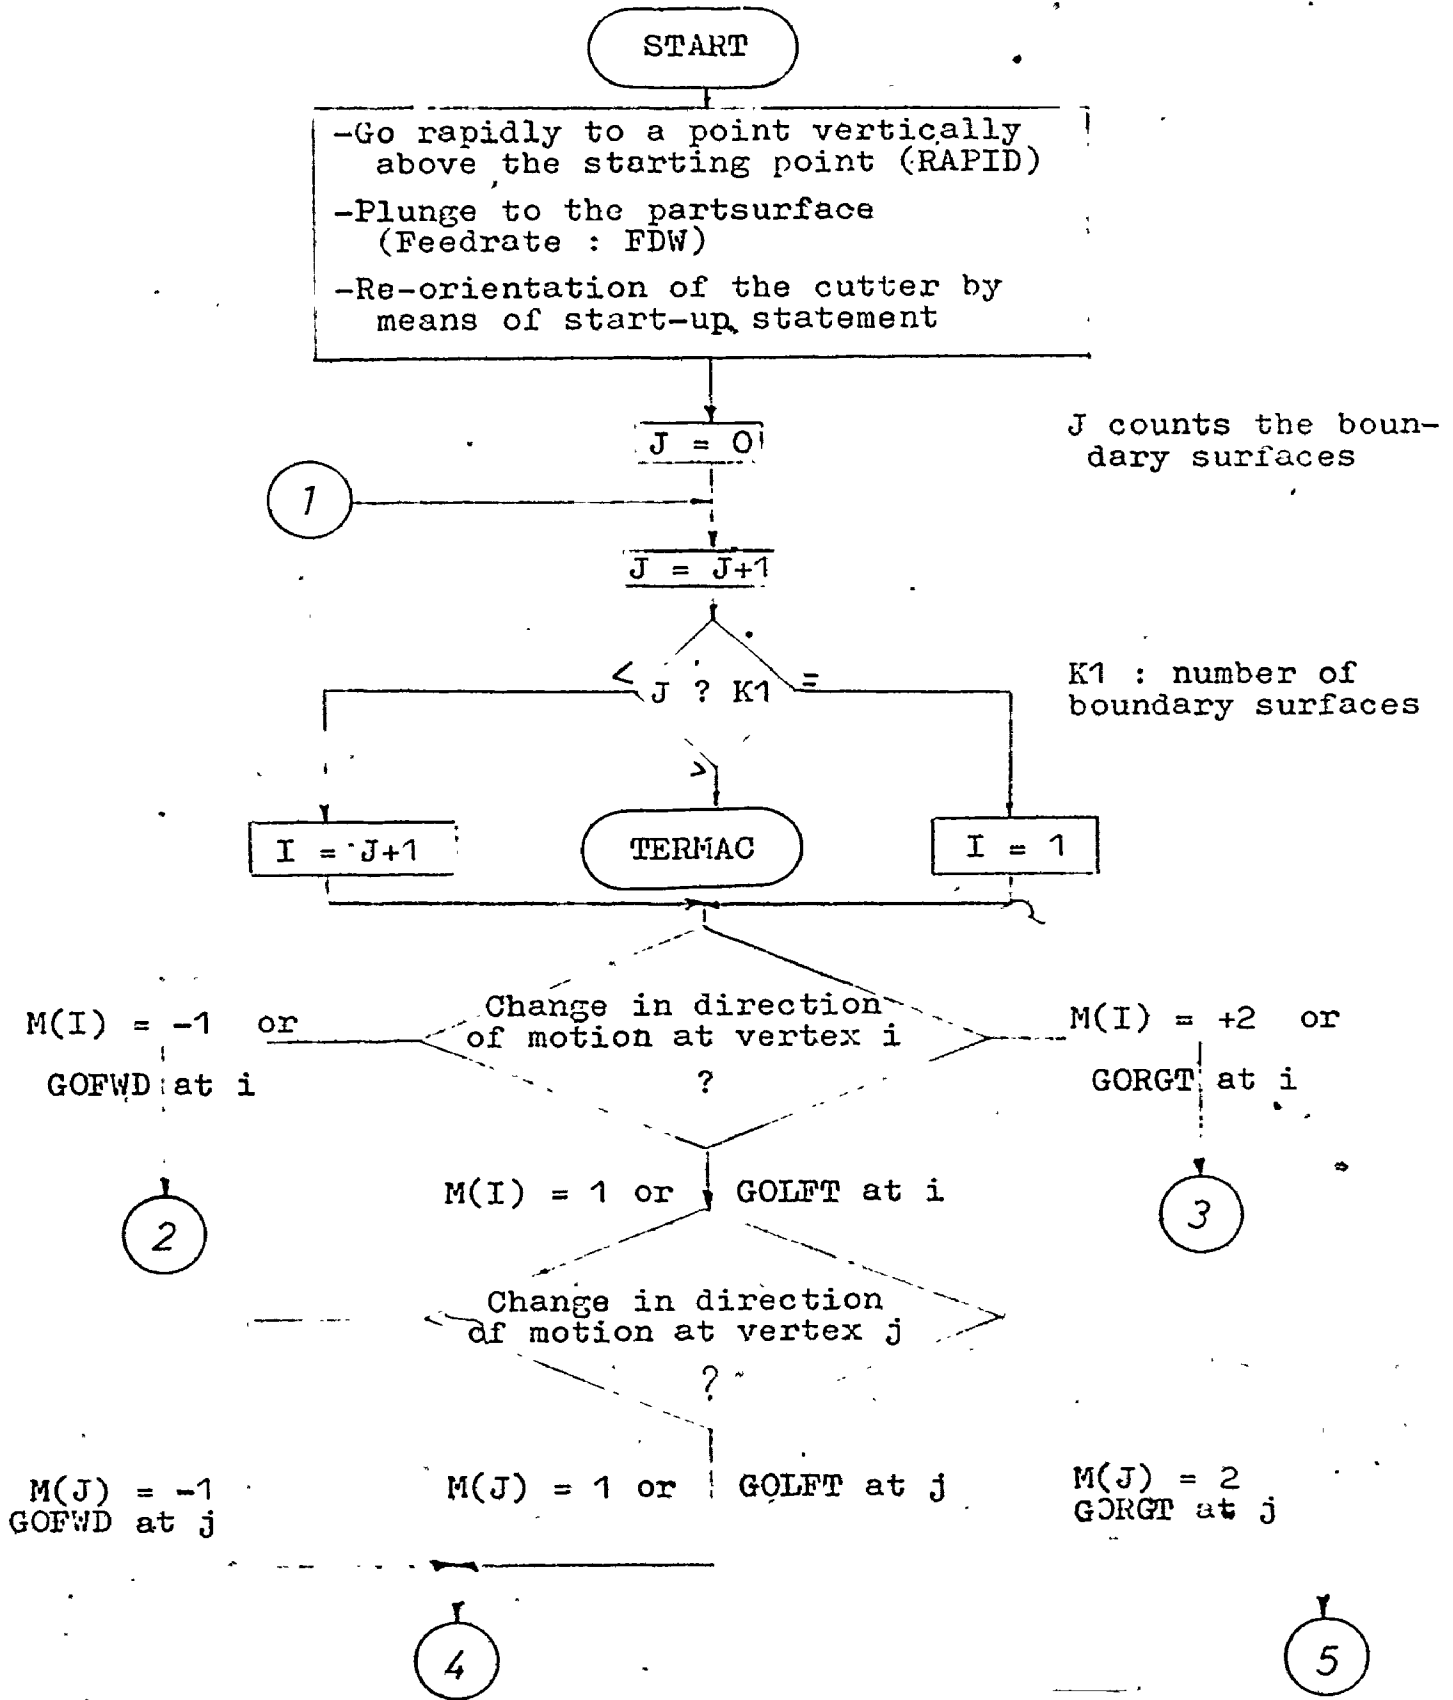 START
-Go rapidly to a point vertically
above the starting point (RAPID)
-Plunge to the partsurface
(Feedrate : FDW)
-Re-orientation of the cutter by
means of start-up statement
J = 0
J counts the boun-
dary surfaces
1
J = J+1
< J ? K1 =
K1 : number of
boundary surfaces
>
I = J+1
TERMAC
I = 1
Change in direction
of motion at vertex i
?
M(I) = -1 or
GOFWD at i
M(I) = +2 or
GORGT at i
2
M(I) = 1 or GOLFT at i
3
Change in direction
of motion at vertex j
?
M(J) = -1
GOFWD at j
M(J) = 1 or GOLFT at j
M(J) = 2
GORGT at j
4
5